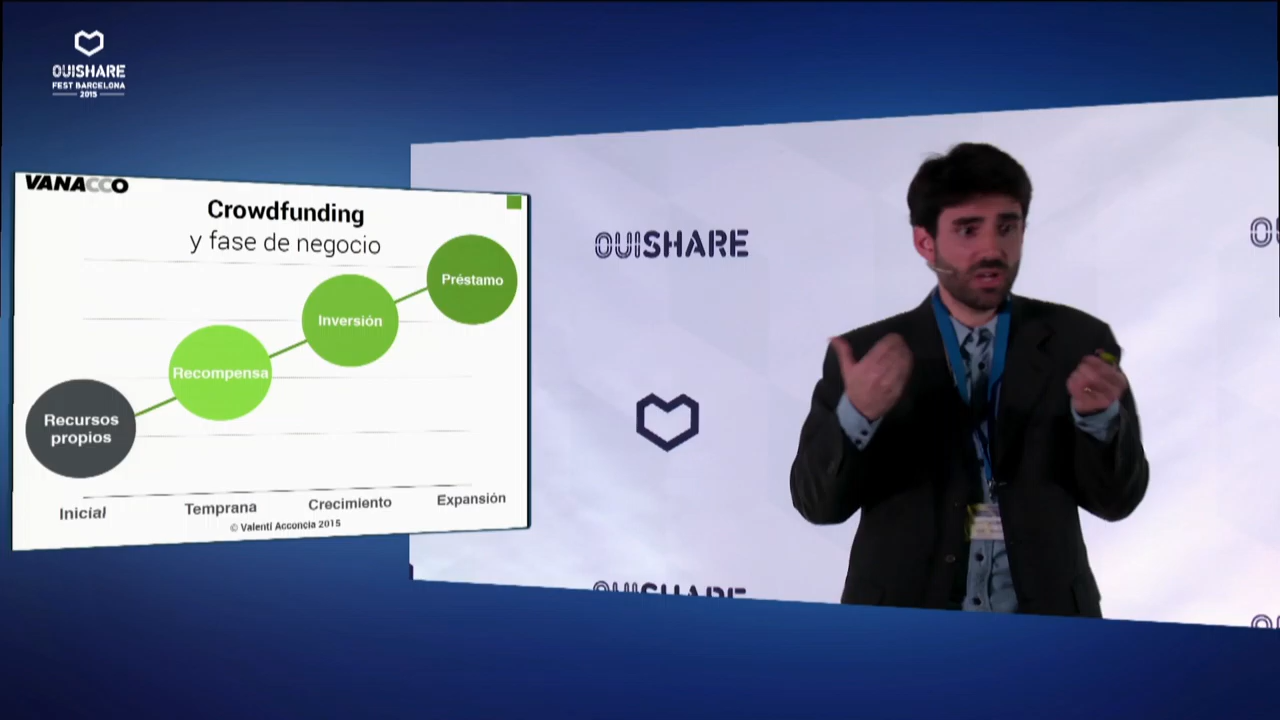 OUISHARE
FEST BARCELONA
2015
VANACCO
Crowdfunding
y fase de negocio
Recursos
propios
Recompensa
Inversión
Préstamo
Inicial
Temprana
Crecimiento
Expansión
© Valentí Acconcia 2015
OUISHARE
OUISHARE